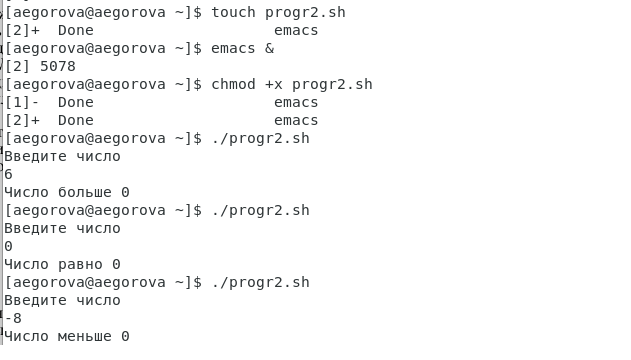 [aegorova@aegorova ~]$ touch progr2.sh
[2]+  Done                    emacs
[aegorova@aegorova ~]$ emacs &
[2] 5078
[aegorova@aegorova ~]$ chmod +x progr2.sh
[1]-  Done                    emacs
[2]+  Done                    emacs
[aegorova@aegorova ~]$ ./progr2.sh
Введите число
6
Число больше 0
[aegorova@aegorova ~]$ ./progr2.sh
Введите число
0
Число равно 0
[aegorova@aegorova ~]$ ./progr2.sh
Введите число
-8
Число меньше 0